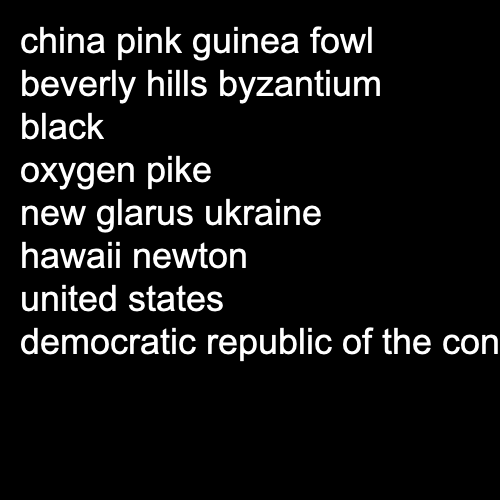 china pink guinea fowl
beverly hills byzantium
black
oxygen pike
new glarus ukraine
hawaii newton
united states
democratic republic of the con